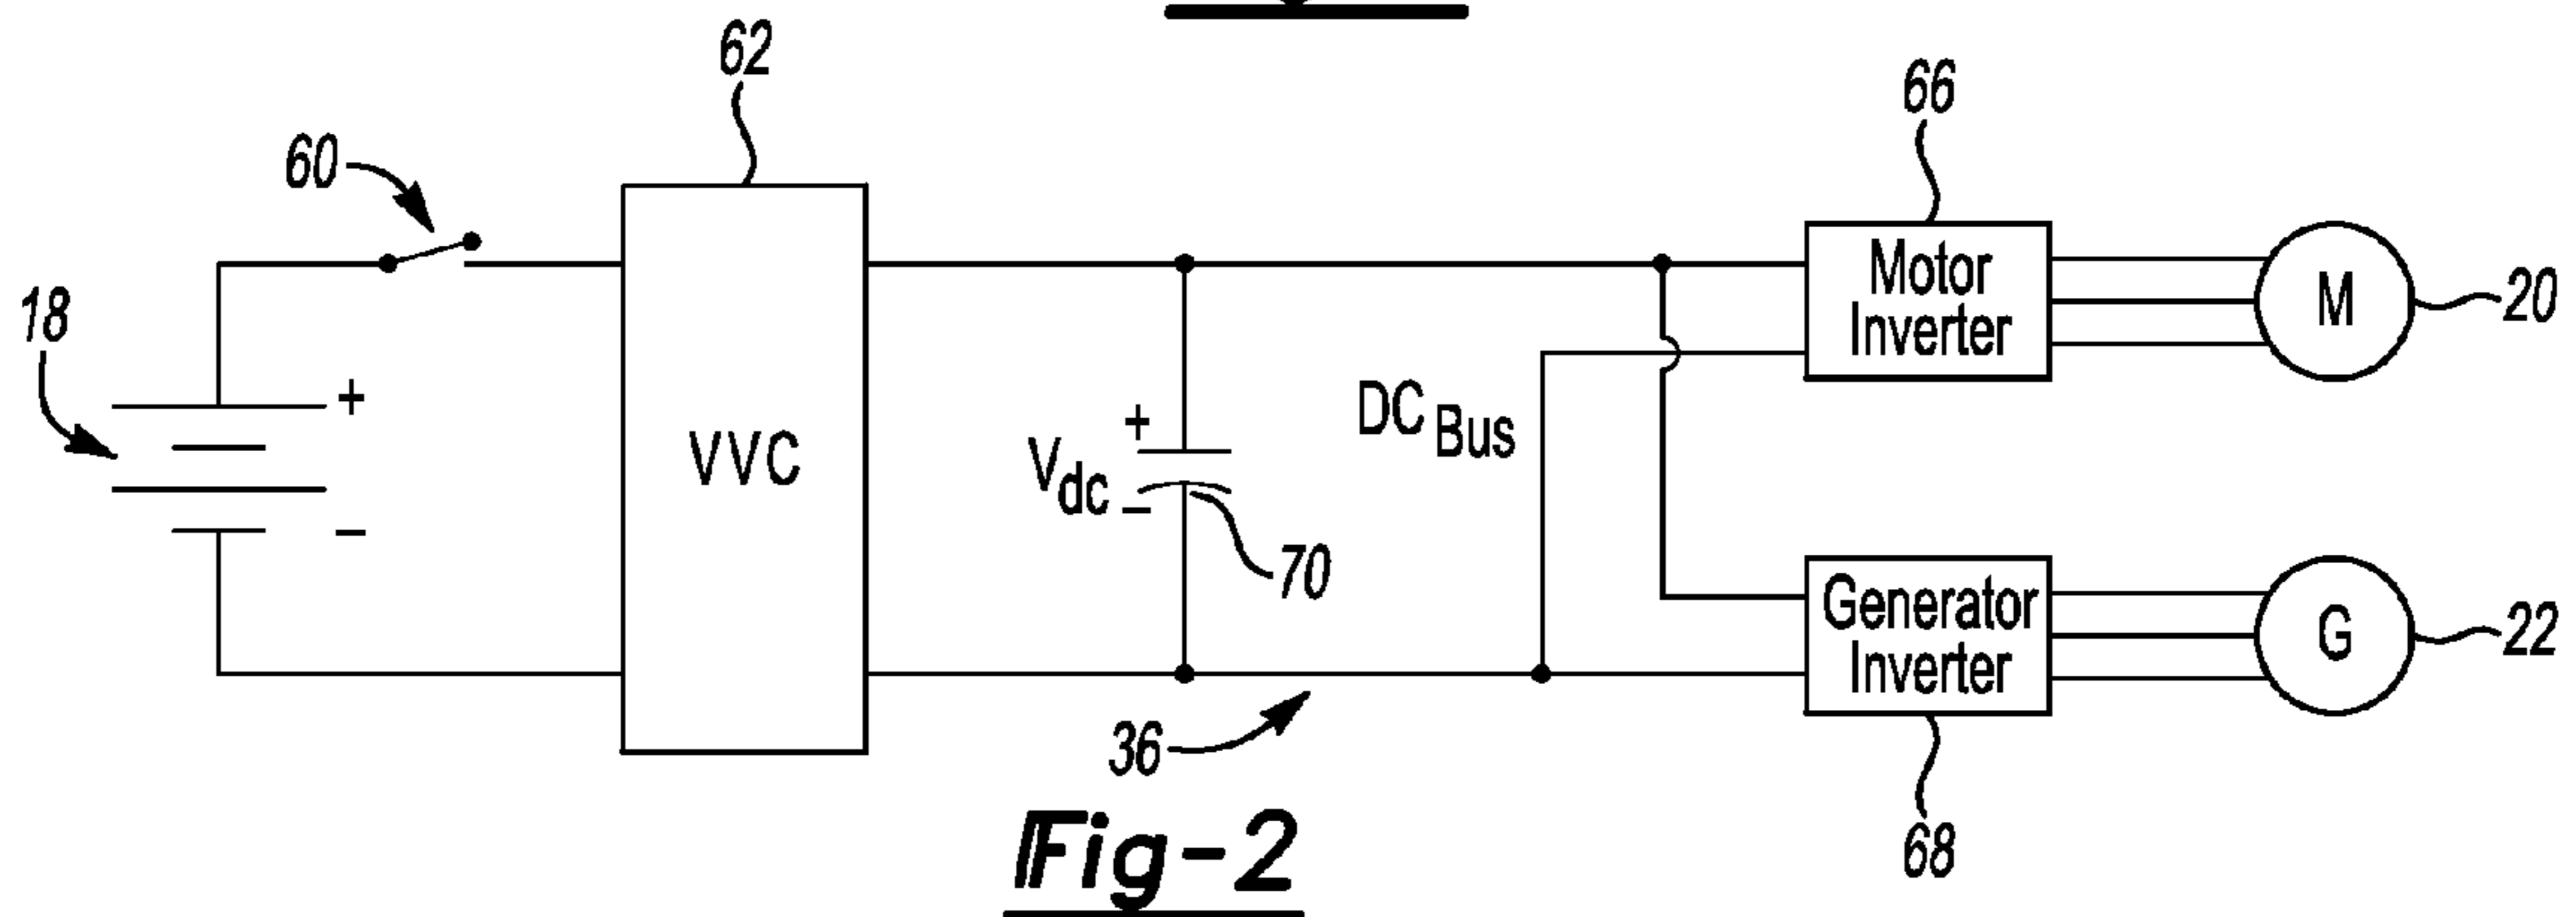 62
66
60
Motor
Inverter
M
20
18
+
+
DC Bus
VVC
Vdc
–
–
70
Generator
Inverter
G
22
36
68
Fig-2